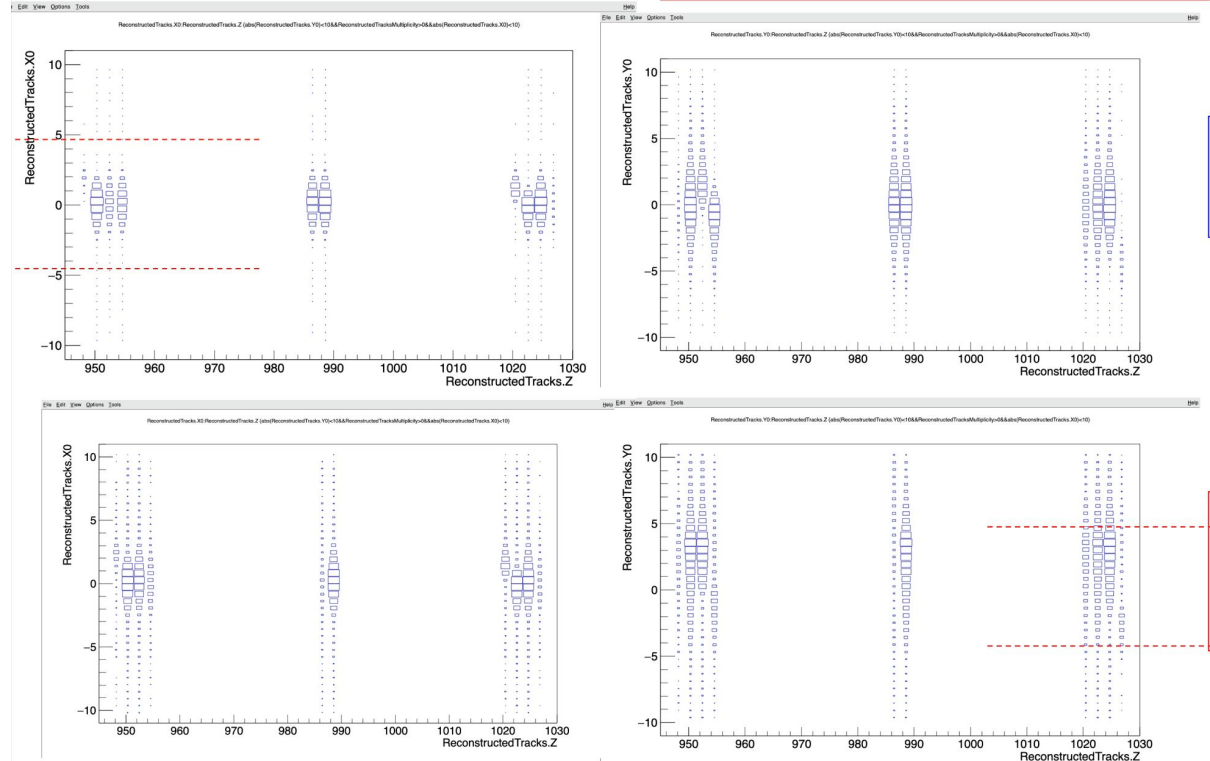 Edit View Options Tools Help
ReconstructedTracks.X0:ReconstructedTracks.Z {abs(ReconstructedTracks.Y0)<10&&ReconstructedTracksMultiplicity>0&&abs(ReconstructedTracks.X0)<10}
ReconstructedTracks.X0
10
5
0
−5
−10
950 960 970 980 990 1000 1010 1020 1030
ReconstructedTracks.Z
File Edit View Options Tools Help
ReconstructedTracks.Y0:ReconstructedTracks.Z {abs(ReconstructedTracks.Y0)<10&&ReconstructedTracksMultiplicity>0&&abs(ReconstructedTracks.X0)<10}
ReconstructedTracks.Y0
10
5
0
−5
−10
950 960 970 980 990 1000 1010 1020 1030
ReconstructedTracks.Z
File Edit View Options Tools Help
ReconstructedTracks.X0:ReconstructedTracks.Z {abs(ReconstructedTracks.Y0)<10&&ReconstructedTracksMultiplicity>0&&abs(ReconstructedTracks.X0)<10}
ReconstructedTracks.X0
10
5
0
−5
−10
950 960 970 980 990 1000 1010 1020 1030
ReconstructedTracks.Z
File Edit View Options Tools Help
ReconstructedTracks.Y0:ReconstructedTracks.Z {abs(ReconstructedTracks.Y0)<10&&ReconstructedTracksMultiplicity>0&&abs(ReconstructedTracks.X0)<10}
ReconstructedTracks.Y0
10
5
0
−5
−10
950 960 970 980 990 1000 1010 1020 1030
ReconstructedTracks.Z